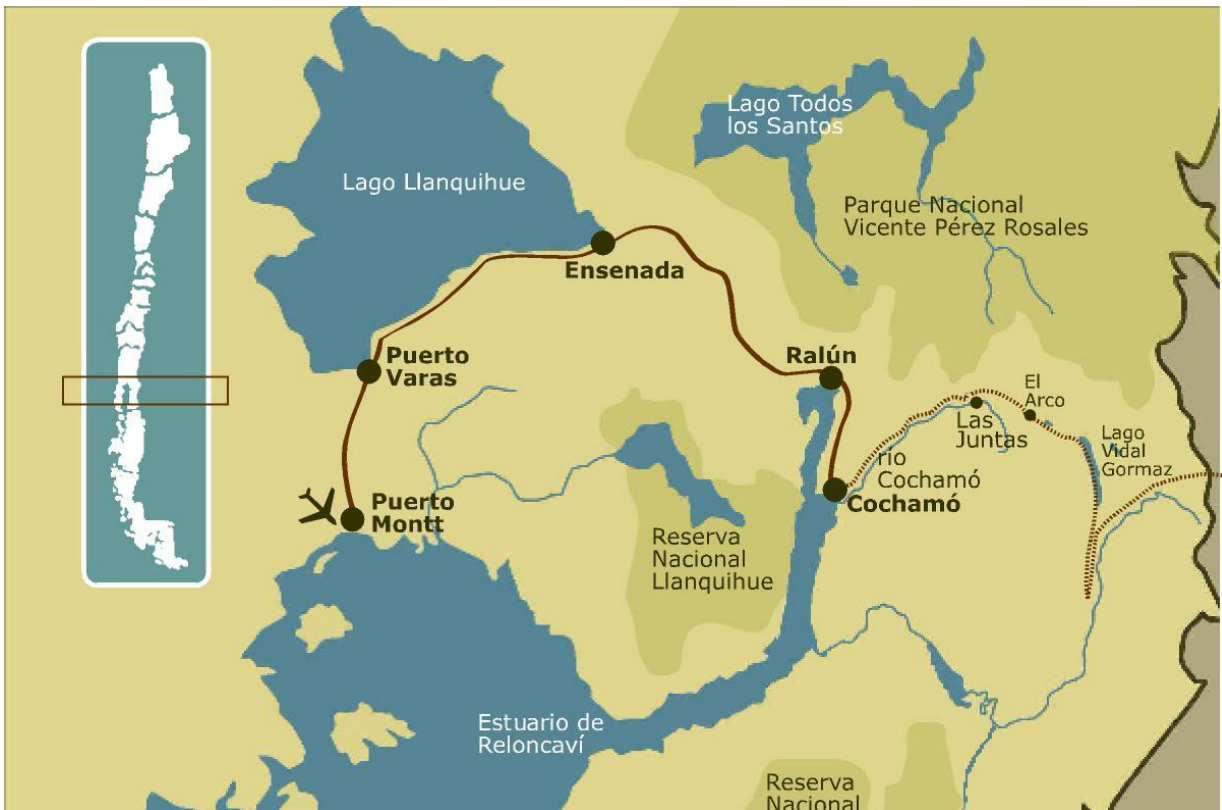 Lago Todos
los Santos
Lago Llanquihue
Parque Nacional
Vicente Pérez Rosales
Ensenada
Puerto
Varas
Ralún
El
Arco
Las
Juntas
Lago
Vidal
Gormaz
río
Cochamó
Cochamó
Puerto
Montt
Reserva
Nacional
Llanquihue
Estuario de
Reloncaví
Reserva
Nacional